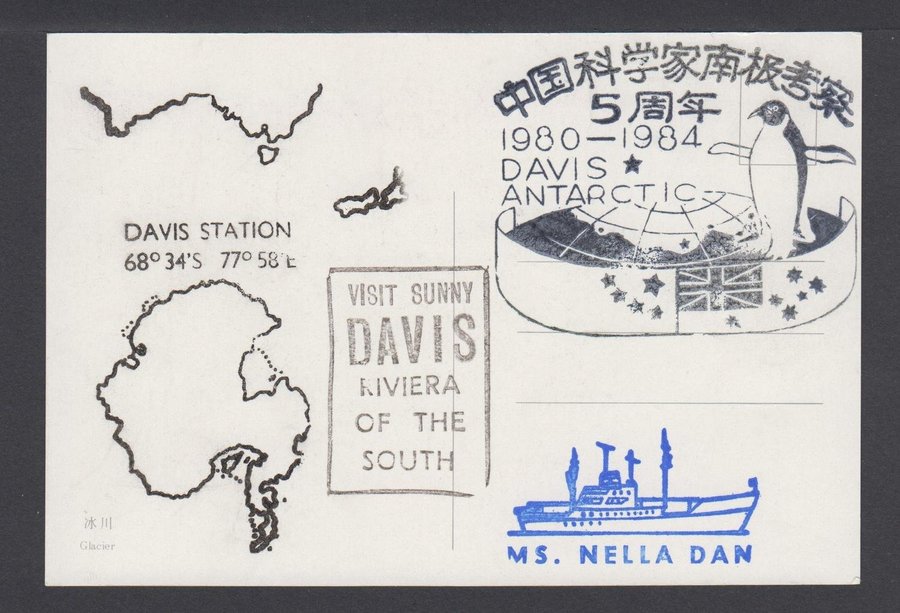 DAVIS STATION
68° 34'S 77° 58'E
冰川
Glacier
VISIT SUNNY
DAVIS
RIVIERA
OF THE
SOUTH
中国科学家南极考察
5周年
1980—1984
DAVIS ★
ANTARCTIC
MS. NELLA DAN